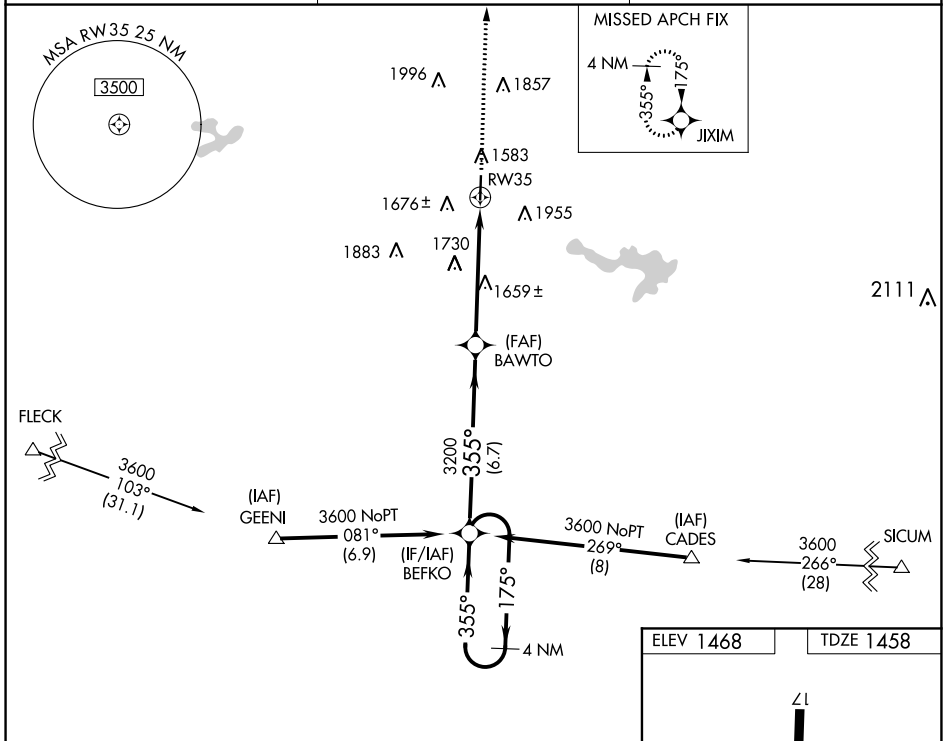 MSA RW35 25 NM
3500
1996
1857
MISSED APCH FIX
4 NM
355°
175°
JIXIM
1583
RW35
1676±
1955
1883
1730
1659±
2111
(FAF)
BAWTO
FLECK
3600
103°
(31.1)
3200
355°
(6.7)
(IAF)
GEENI
3600 NoPT
081°
(6.9)
(IF/IAF)
BEFKO
3600 NoPT
269°
(8)
(IAF)
CADES
3600
266°
(28)
SICUM
355°
175°
4 NM
ELEV 1468
TDZE 1458
17